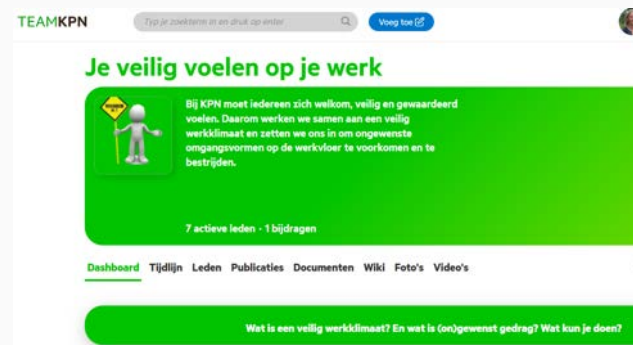 TEAMKPN
Typ je zoekterm in en druk op enter
Voeg toe
Je veilig voelen op je werk
Bij KPN moet iedereen zich welkom, veilig en gewaardeerd
voelen. Daarom werken we samen aan een veilig
werkklimaat en zetten we ons in om ongewenste
omgangsvormen op de werkvloer te voorkomen en te
bestrijden.
7 actieve leden - 1 bijdragen
Dashboard Tijdlijn Leden Publicaties Documenten Wiki Foto's Video's
Wat is een veilig werkklimaat? En wat is (on)gewenst gedrag? Wat kun je doen?